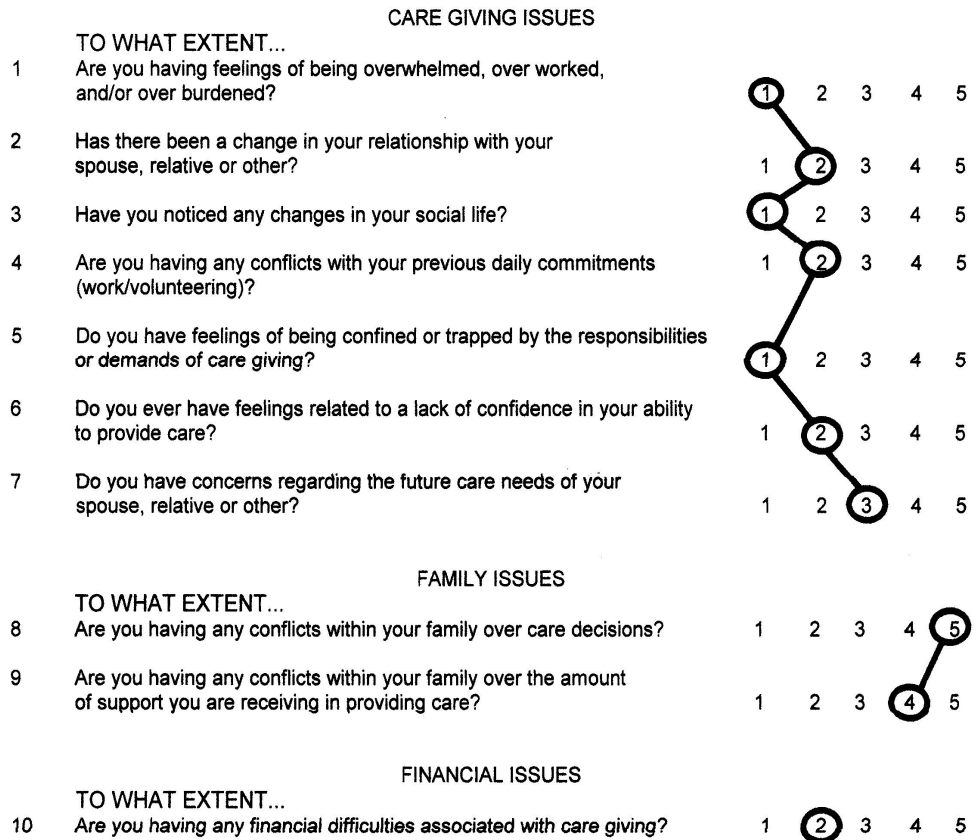 CARE GIVING ISSUES
TO WHAT EXTENT...
1 Are you having feelings of being overwhelmed, over worked,
and/or over burdened? 1 2 3 4 5
2 Has there been a change in your relationship with your
spouse, relative or other? 1 2 3 4 5
3 Have you noticed any changes in your social life? 1 2 3 4 5
4 Are you having any conflicts with your previous daily commitments 1 2 3 4 5
(work/volunteering)?
5 Do you have feelings of being confined or trapped by the responsibilities
or demands of care giving? 1 2 3 4 5
6 Do you ever have feelings related to a lack of confidence in your ability
to provide care? 1 2 3 4 5
7 Do you have concerns regarding the future care needs of your
spouse, relative or other? 1 2 3 4 5
FAMILY ISSUES
TO WHAT EXTENT...
8 Are you having any conflicts within your family over care decisions? 1 2 3 4 5
9 Are you having any conflicts within your family over the amount
of support you are receiving in providing care? 1 2 3 4 5
FINANCIAL ISSUES
TO WHAT EXTENT...
10 Are you having any financial difficulties associated with care giving? 1 2 3 4 5